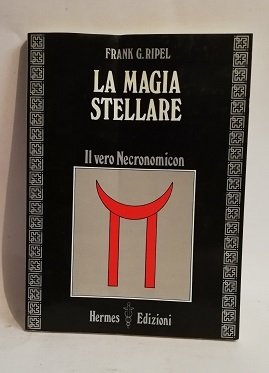 FRANK G. RIPEL
LA MAGIA
STELLARE
Il vero Necronomicon
Hermes Edizioni